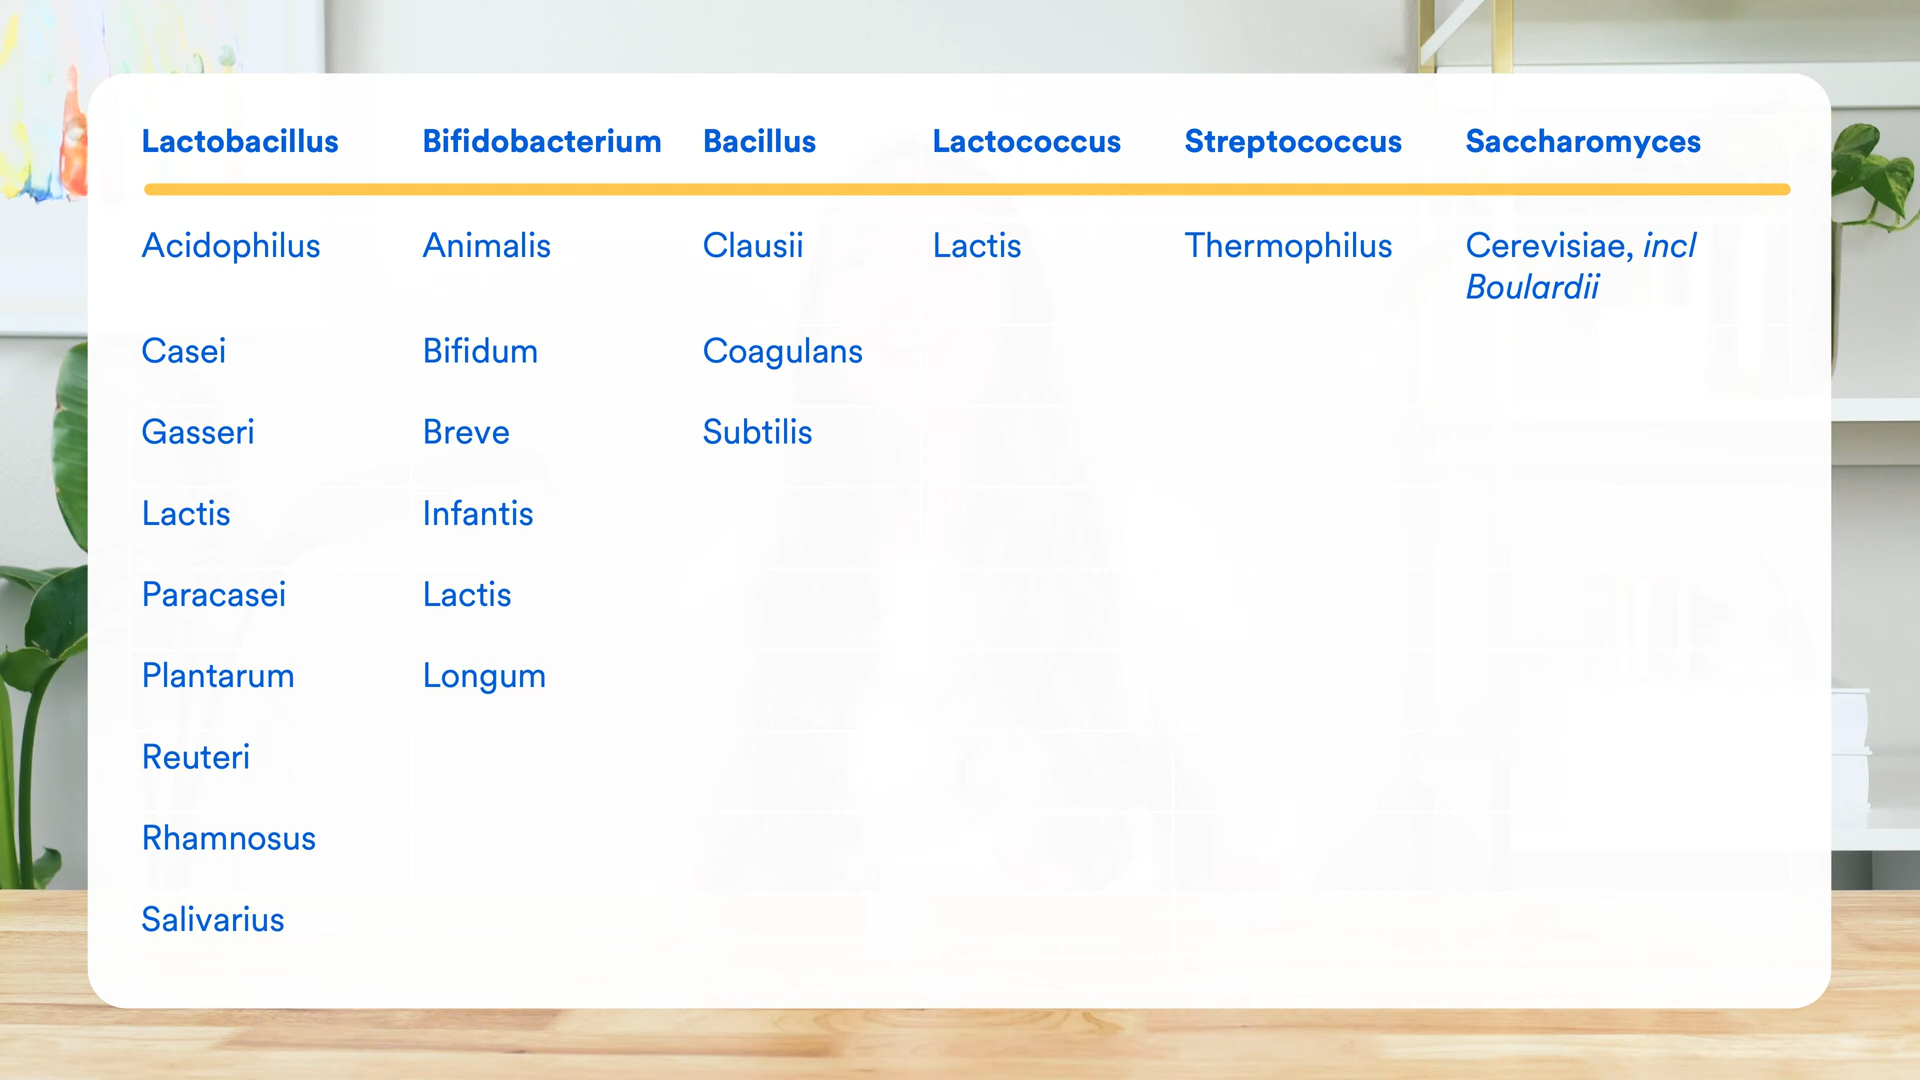 Lactobacillus Bifidobacterium Bacillus Lactococcus Streptococcus Saccharomyces
Acidophilus Animalis Clausii Lactis Thermophilus Cerevisiae, incl
Boulardii
Casei Bifidum Coagulans
Gasseri Breve Subtilis
Lactis Infantis
Paracasei Lactis
Plantarum Longum
Reuteri
Rhamnosus
Salivarius